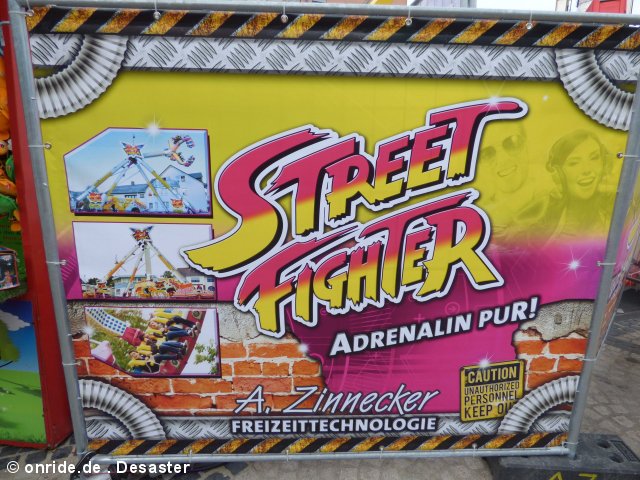 STREET
FIGHTER
ADRENALIN PUR!
A. Zinnecker
FREIZEITTECHNOLOGIE
CAUTION
UNAUTHORIZED
PERSONNEL
KEEP OUT
© onride.de . Desaster